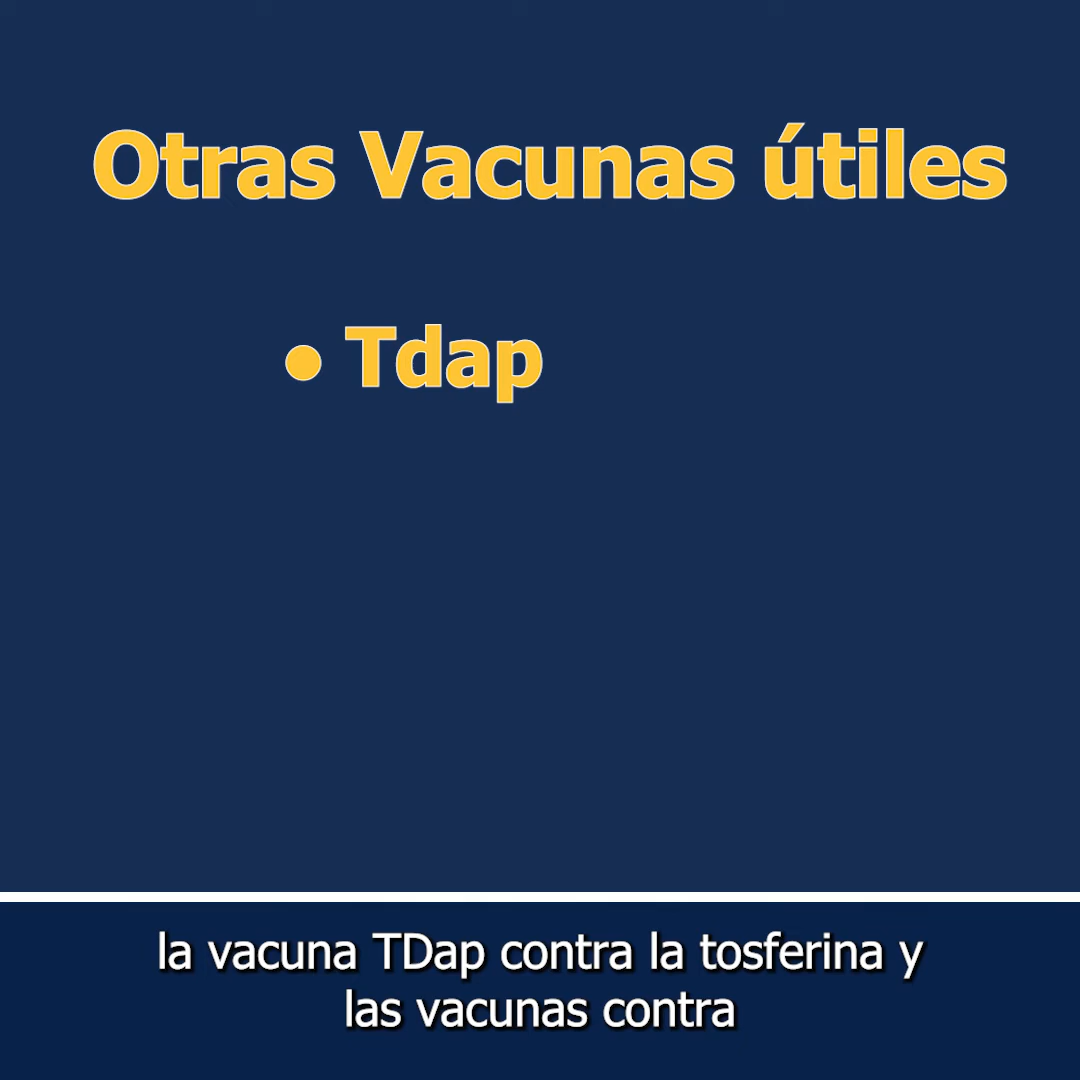 Otras Vacunas útiles
• Tdap
la vacuna TDap contra la tosferina y
las vacunas contra